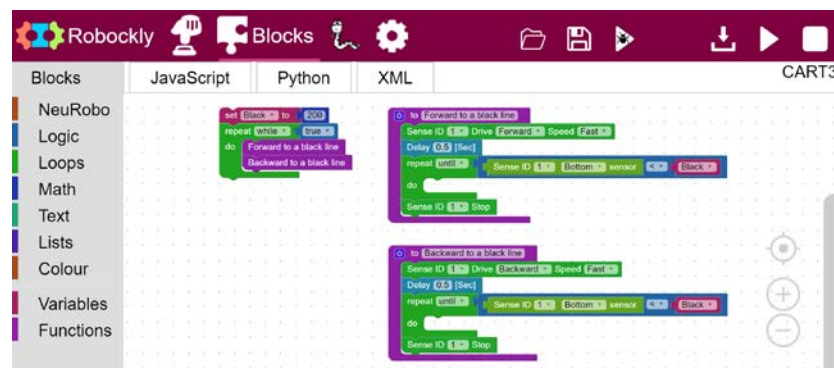 Robockly Blocks
Blocks JavaScript Python XML CART3
NeuRobo
Logic
Loops
Math
Text
Lists
Colour
Variables
Functions
set Black to 200
repeat while true
do Forward to a black line
Backward to a black line
to Forward to a black line
Sense ID 1 Drive Forward Speed Fast
Delay 0.5 [Sec]
repeat until Sense ID 1 Bottom sensor < Black
do
Sense ID 1 Stop
to Backward to a black line
Sense ID 1 Drive Backward Speed Fast
Delay 0.5 [Sec]
repeat until Sense ID 1 Bottom sensor < Black
do
Sense ID 1 Stop